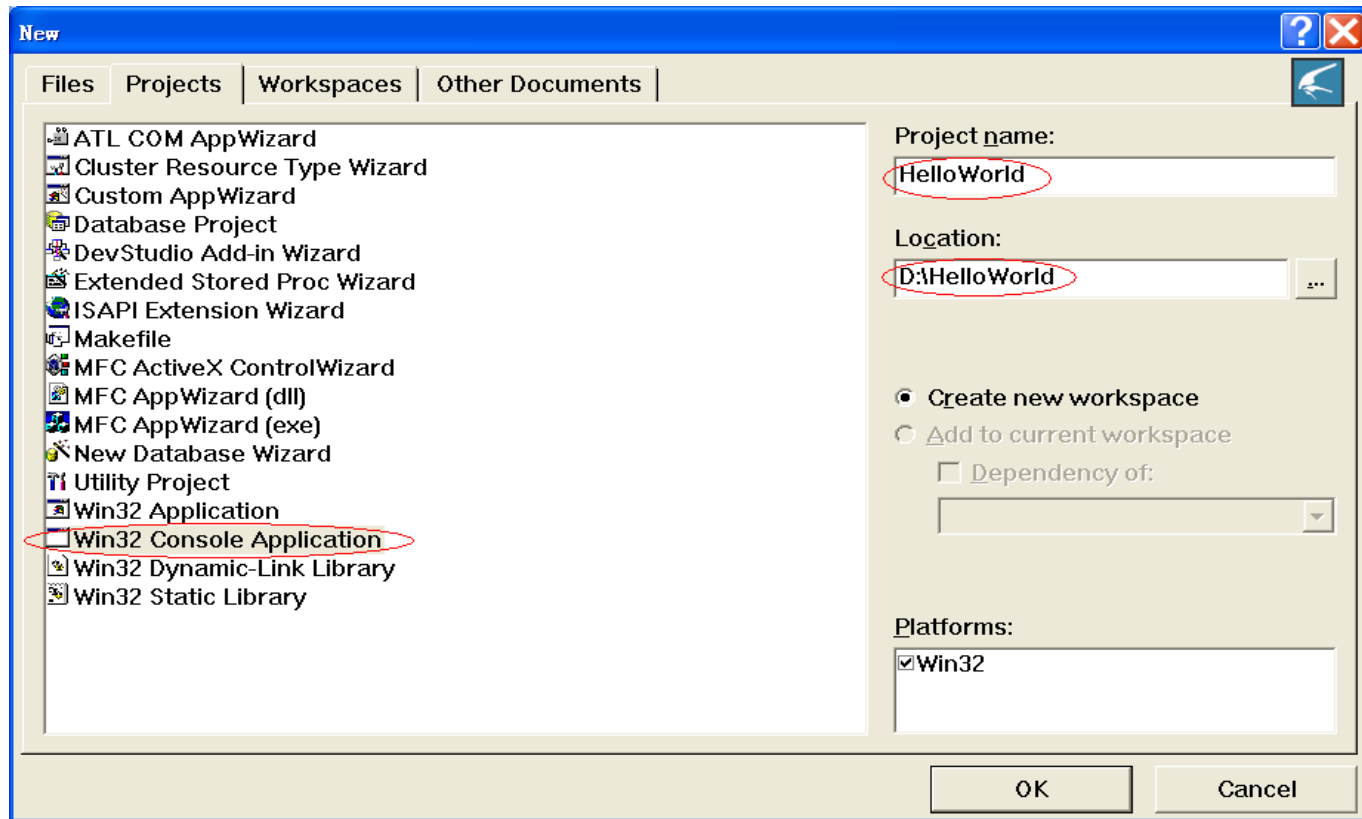 New
Files Projects Workspaces Other Documents
ATL COM AppWizard
Cluster Resource Type Wizard
Custom AppWizard
Database Project
DevStudio Add-in Wizard
Extended Stored Proc Wizard
ISAPI Extension Wizard
Makefile
MFC ActiveX ControlWizard
MFC AppWizard (dll)
MFC AppWizard (exe)
New Database Wizard
Utility Project
Win32 Application
Win32 Console Application
Win32 Dynamic-Link Library
Win32 Static Library
Project name:
HelloWorld
Location:
D:\HelloWorld
...
Create new workspace
Add to current workspace
Dependency of:
Platforms:
Win32
OK Cancel